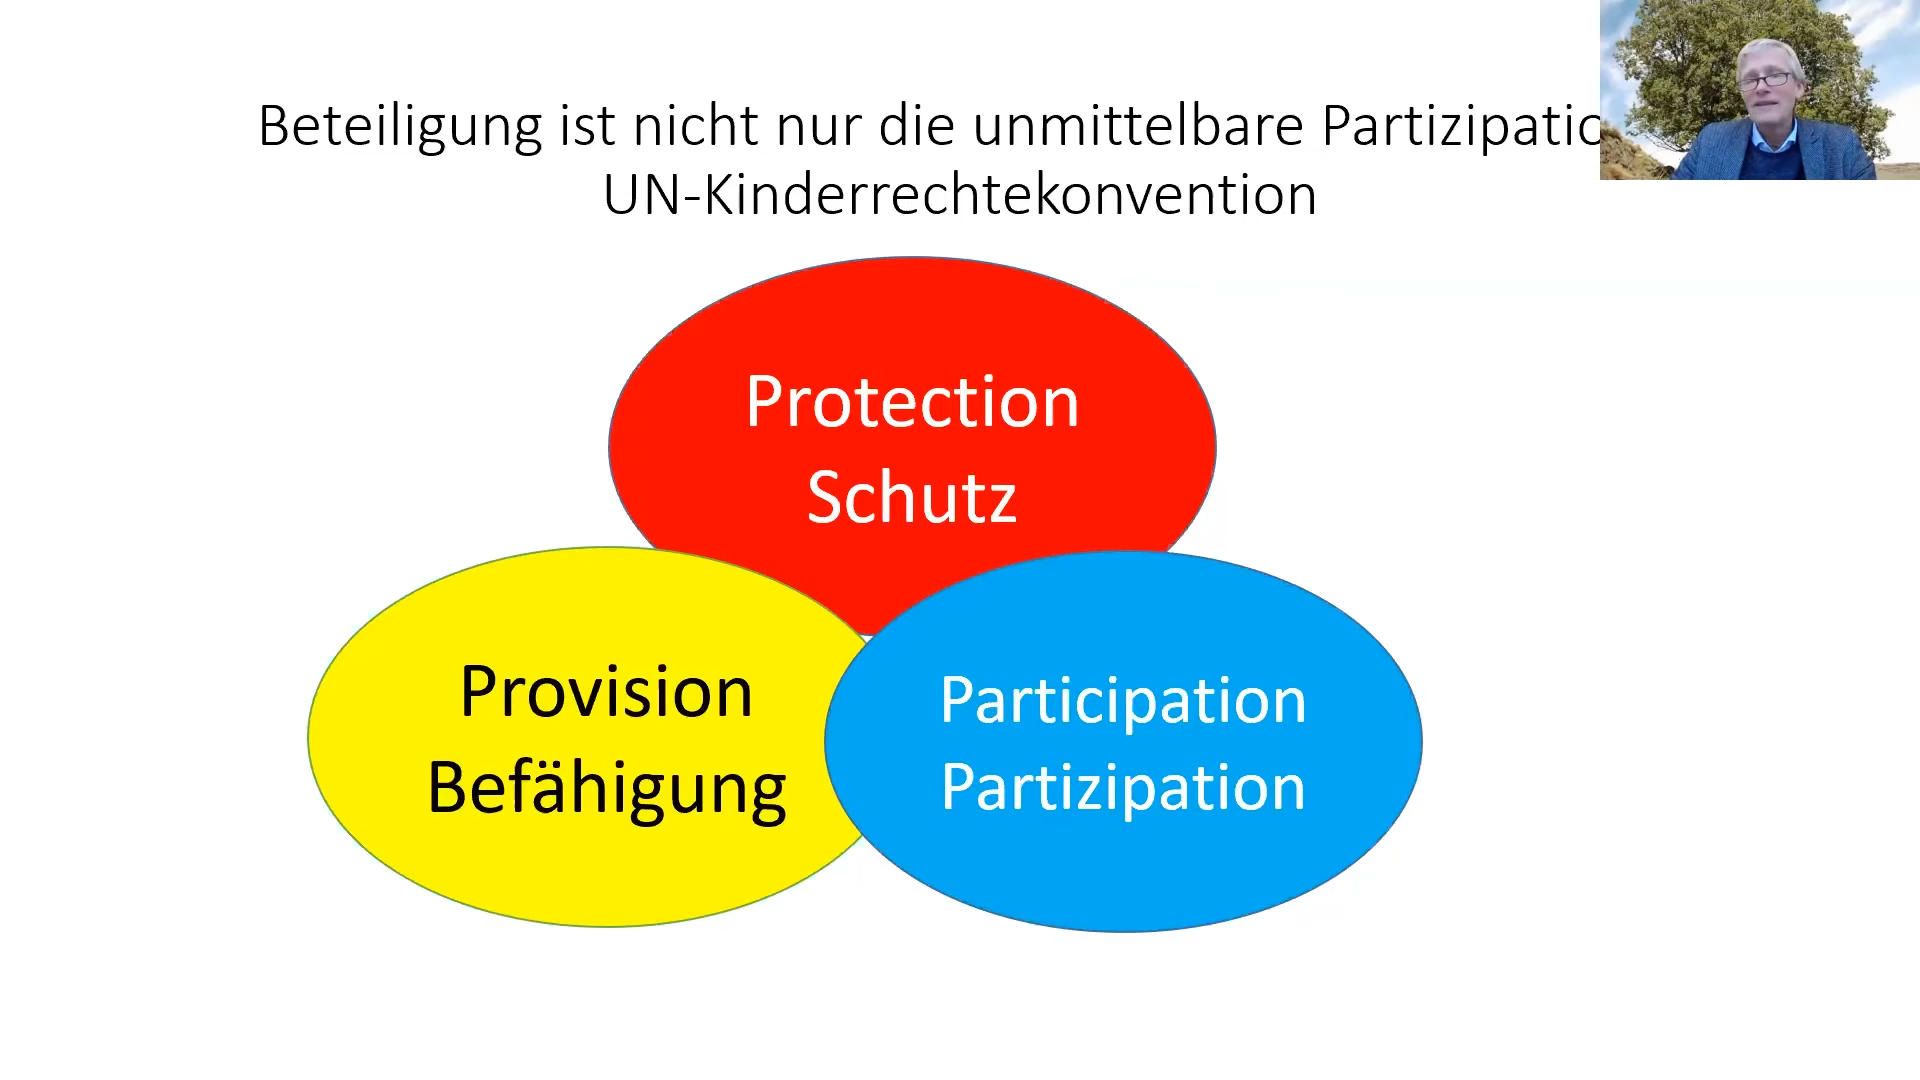 Beteiligung ist nicht nur die unmittelbare Partizipatio
UN-Kinderrechtekonvention
Protection
Schutz
Provision
Befähigung
Participation
Partizipation